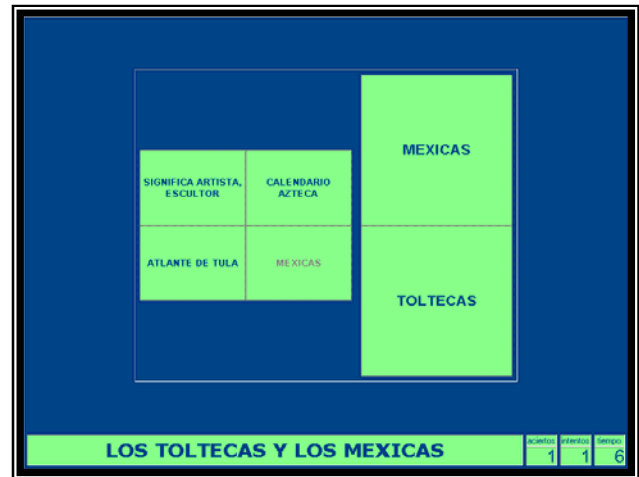 SIGNIFICA ARTISTA,
ESCULTOR
CALENDARIO
AZTECA
MEXICAS
ATLANTE DE TULA
MEXICAS
TOLTECAS
LOS TOLTECAS Y LOS MEXICAS
aciertos intentos tiempo
1 1 6